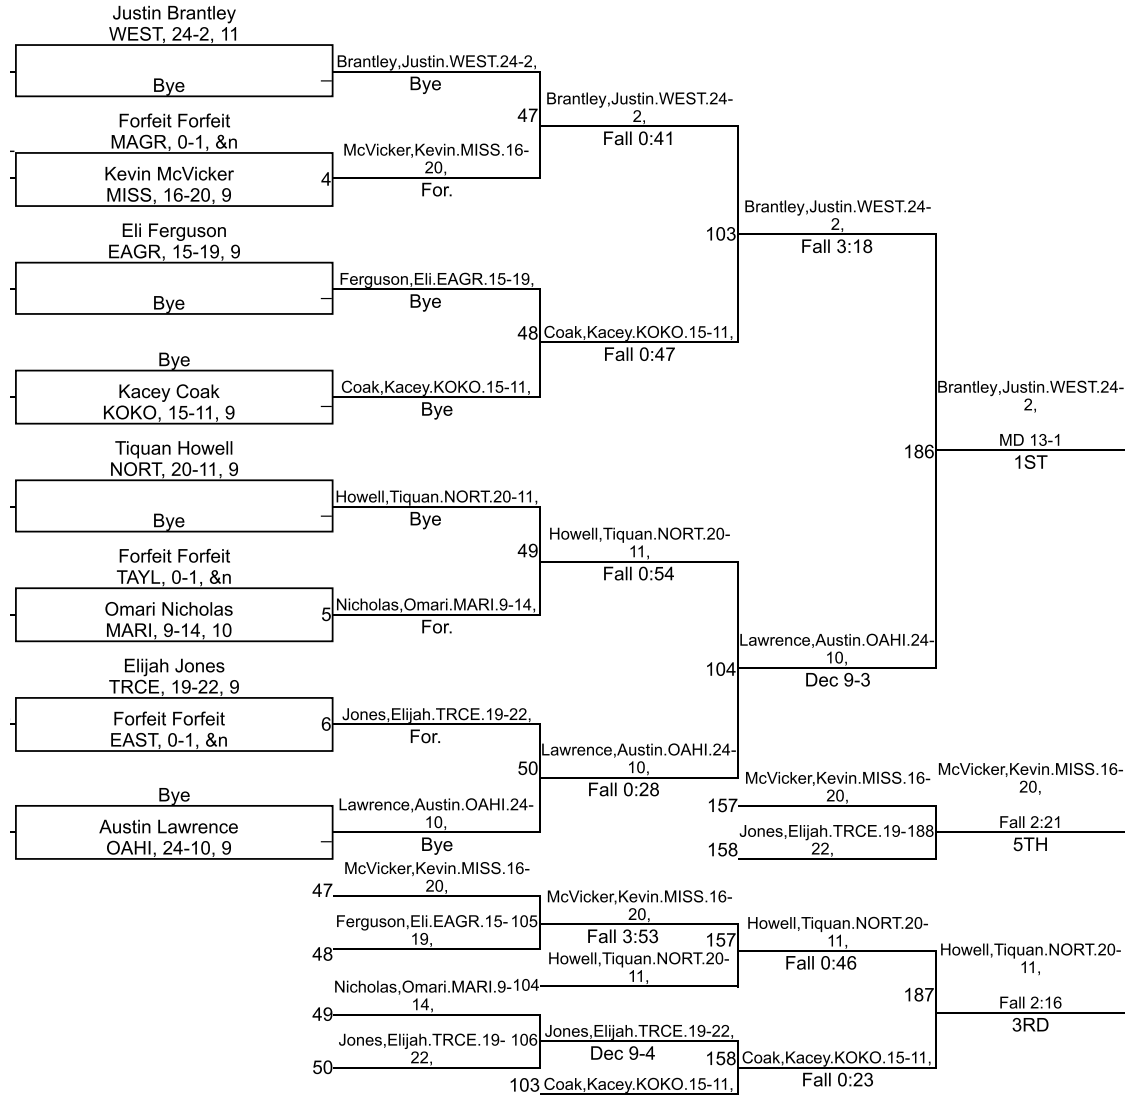 Justin Brantley
WEST, 24-2, 11
Bye
Brantley,Justin.WEST.24-2,
Bye
Forfeit Forfeit
MAGR, 0-1, &n
Kevin McVicker
MISS, 16-20, 9
4
McVicker,Kevin.MISS.16-
20,
For.
47
Brantley,Justin.WEST.24-
2,
Fall 0:41
Eli Ferguson
EAGR, 15-19, 9
Bye
Ferguson,Eli.EAGR.15-19,
Bye
Bye
Kacey Coak
KOKO, 15-11, 9
Coak,Kacey.KOKO.15-11,
Bye
48
Coak,Kacey.KOKO.15-11,
Fall 0:47
103
Brantley,Justin.WEST.24-
2,
Fall 3:18
Tiquan Howell
NORT, 20-11, 9
Bye
Howell,Tiquan.NORT.20-11,
Bye
Forfeit Forfeit
TAYL, 0-1, &n
Omari Nicholas
MARI, 9-14, 10
5
Nicholas,Omari.MARI.9-14,
For.
49
Howell,Tiquan.NORT.20-
11,
Fall 0:54
Elijah Jones
TRCE, 19-22, 9
Forfeit Forfeit
EAST, 0-1, &n
6
Jones,Elijah.TRCE.19-22,
For.
Bye
Austin Lawrence
OAHI, 24-10, 9
Lawrence,Austin.OAHI.24-
10,
Bye
50
Lawrence,Austin.OAHI.24-
10,
Fall 0:28
104
Lawrence,Austin.OAHI.24-
10,
Dec 9-3
186
Brantley,Justin.WEST.24-
2,
MD 13-1
1ST
157
McVicker,Kevin.MISS.16-
20,
158
Jones,Elijah.TRCE.19-
22,
188
McVicker,Kevin.MISS.16-
20,
Fall 2:21
5TH
47
McVicker,Kevin.MISS.16-
20,
48
Ferguson,Eli.EAGR.15-
19,
105
McVicker,Kevin.MISS.16-
20,
Fall 3:53
104
Howell,Tiquan.NORT.20-
11,
157
Howell,Tiquan.NORT.20-
11,
Fall 0:46
49
Nicholas,Omari.MARI.9-
14,
50
Jones,Elijah.TRCE.19-
22,
106
Jones,Elijah.TRCE.19-22,
Dec 9-4
103
Coak,Kacey.KOKO.15-11,
158
Coak,Kacey.KOKO.15-11,
Fall 0:23
187
Howell,Tiquan.NORT.20-
11,
Fall 2:16
3RD